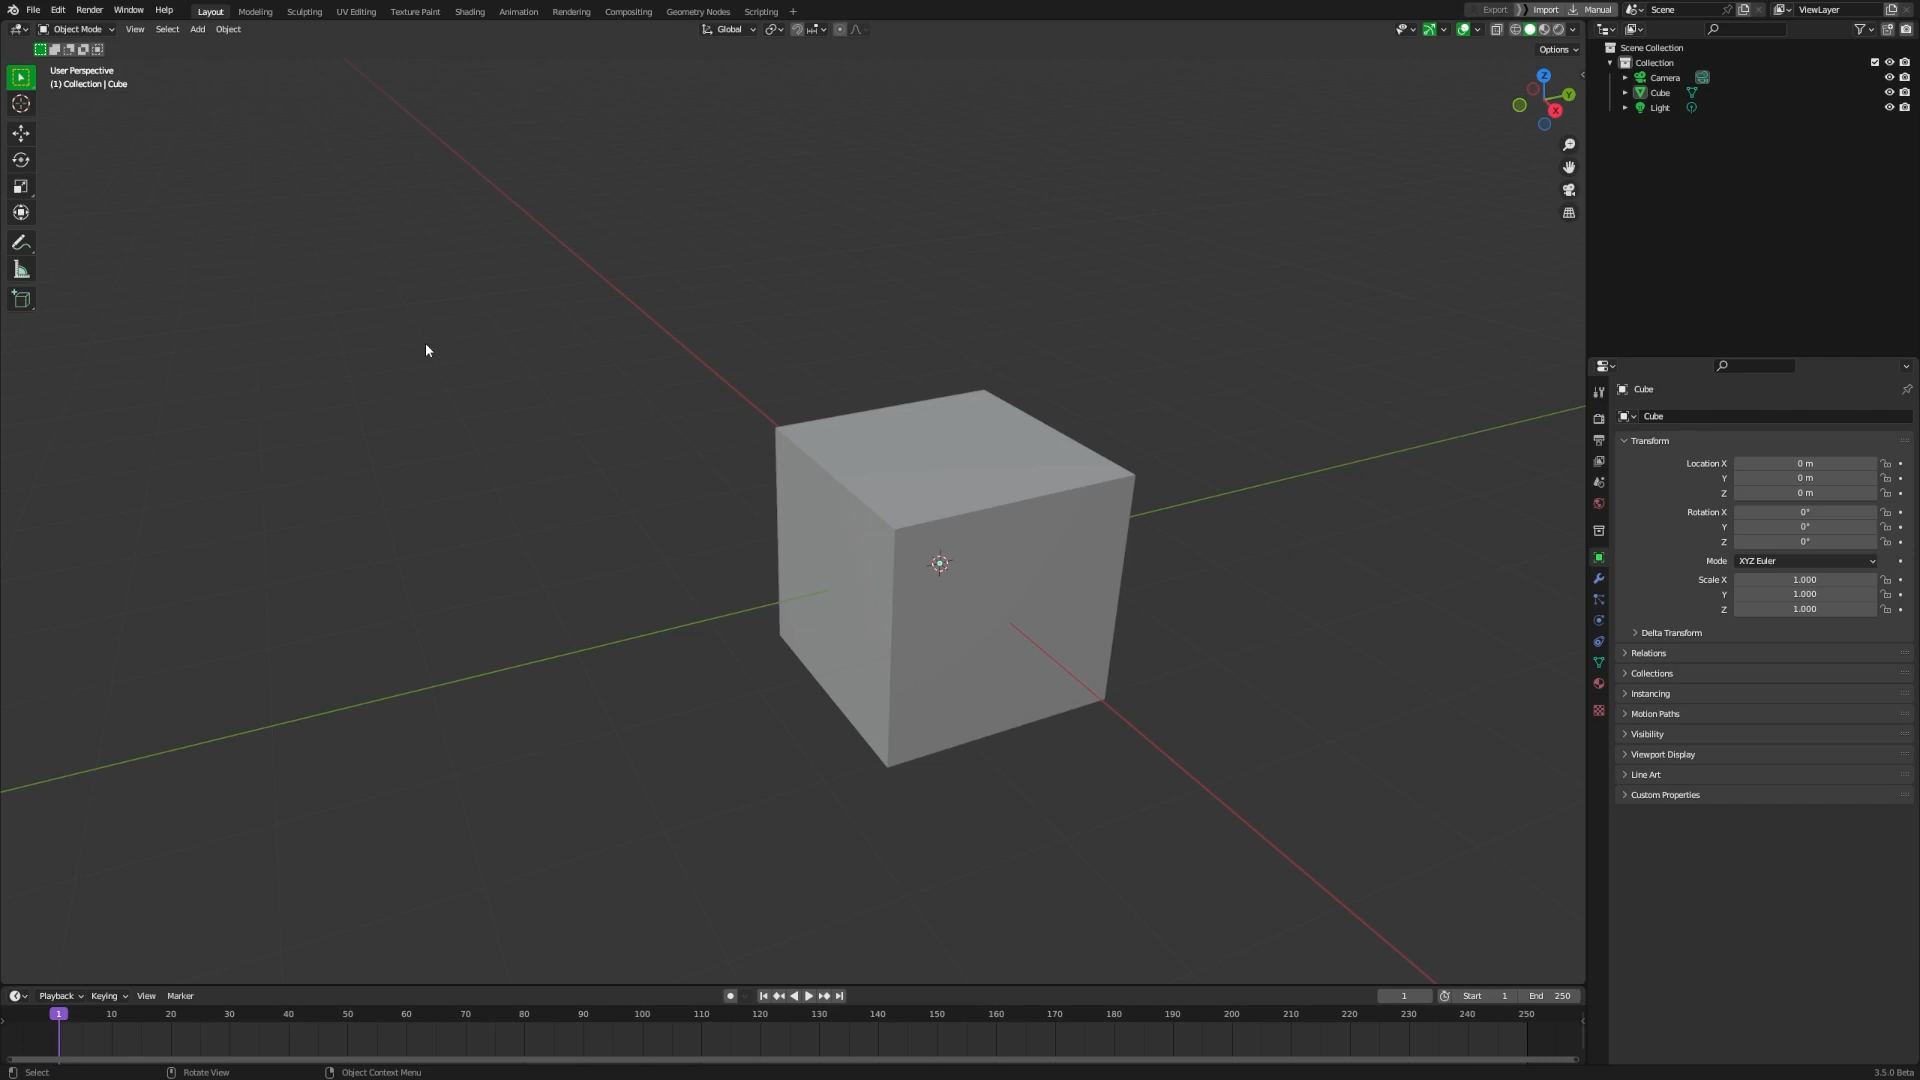 File Edit Render Window Help Layout Modeling Sculpting UV Editing Texture Paint Shading Animation Rendering Compositing Geometry Nodes Scripting + Export Import Manual Scene ViewLayer
Object Mode View Select Add Object Global
Options
User Perspective
(1) Collection | Cube
Z
Y
X
Scene Collection
Collection
Camera
Cube
Light
Cube
Cube
Transform
Location X 0 m
Y 0 m
Z 0 m
Rotation X 0°
Y 0°
Z 0°
Mode XYZ Euler
Scale X 1.000
Y 1.000
Z 1.000
Delta Transform
Relations
Collections
Instancing
Motion Paths
Visibility
Viewport Display
Line Art
Custom Properties
Playback Keying View Marker 1 Start 1 End 250
1 10 20 30 40 50 60 70 80 90 100 110 120 130 140 150 160 170 180 190 200 210 220 230 240 250
Select Rotate View Object Context Menu 3.5.0 Beta